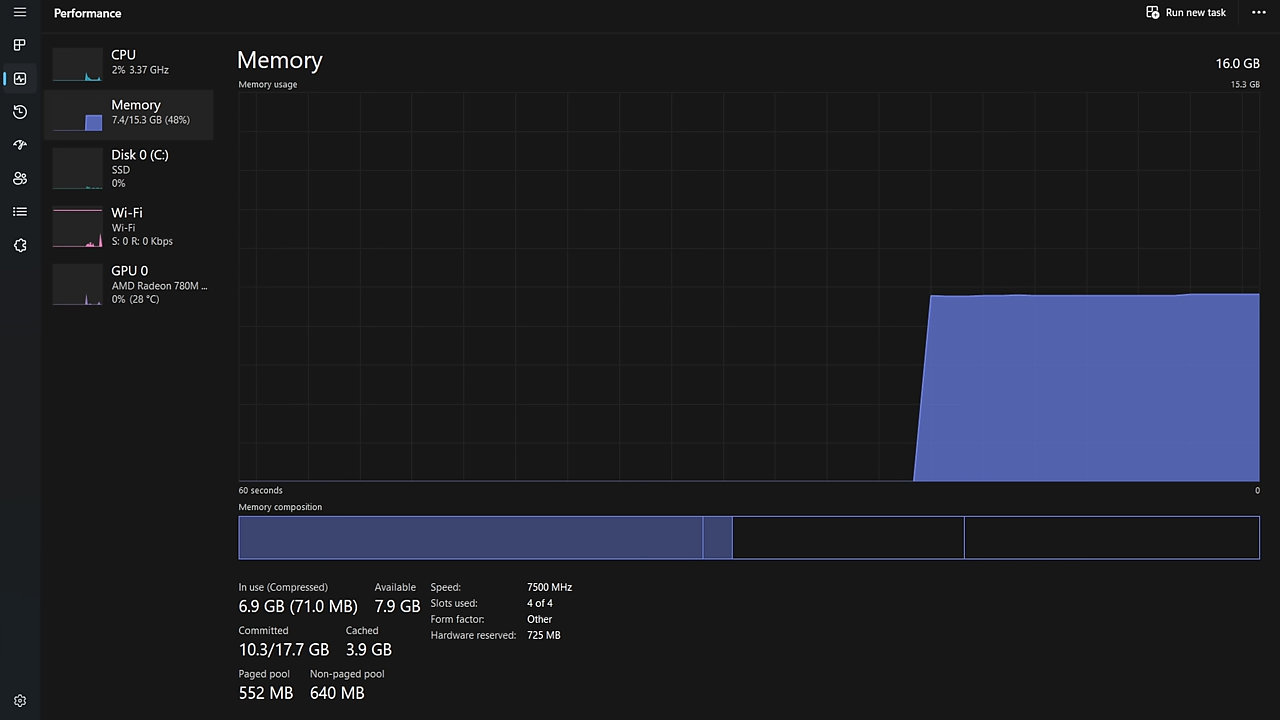 Performance
Run new task
CPU
2% 3.37 GHz
Memory
7.4/15.3 GB (48%)
Disk 0 (C:)
SSD
0%
Wi-Fi
Wi-Fi
S: 0 R: 0 Kbps
GPU 0
AMD Radeon 780M ...
0% (28 °C)
Memory
16.0 GB
Memory usage
15.3 GB
60 seconds
0
Memory composition
In use (Compressed)
6.9 GB (71.0 MB)
Available
7.9 GB
Committed
10.3/17.7 GB
Cached
3.9 GB
Paged pool
552 MB
Non-paged pool
640 MB
Speed: 7500 MHz
Slots used: 4 of 4
Form factor: Other
Hardware reserved: 725 MB